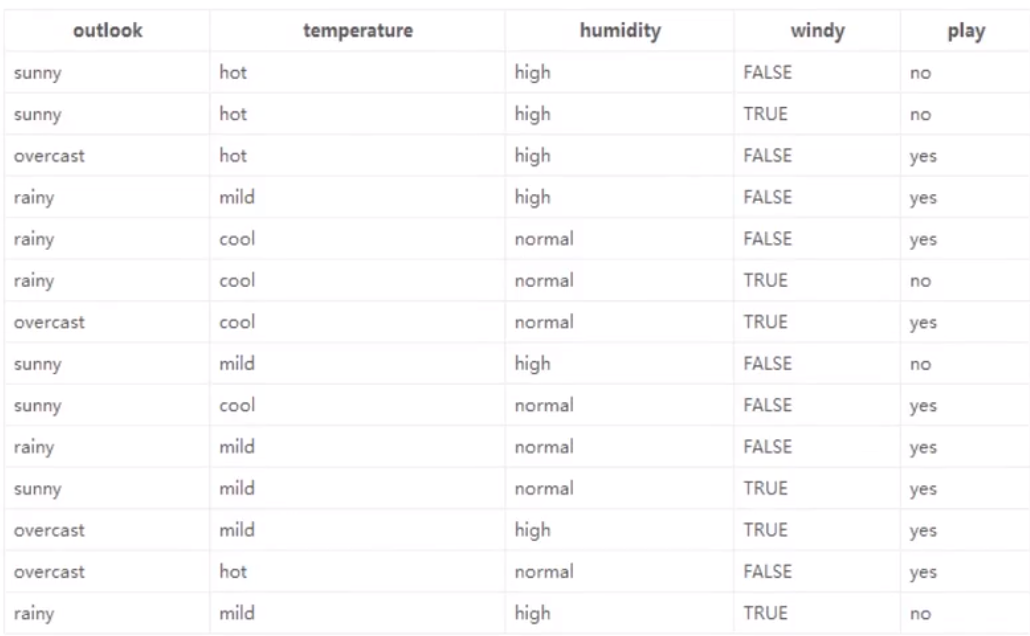 outlook temperature humidity windy play
sunny hot high FALSE no
sunny hot high TRUE no
overcast hot high FALSE yes
rainy mild high FALSE yes
rainy cool normal FALSE yes
rainy cool normal TRUE no
overcast cool normal TRUE yes
sunny mild high FALSE no
sunny cool normal FALSE yes
rainy mild normal FALSE yes
sunny mild normal TRUE yes
overcast mild high TRUE yes
overcast hot normal FALSE yes
rainy mild high TRUE no